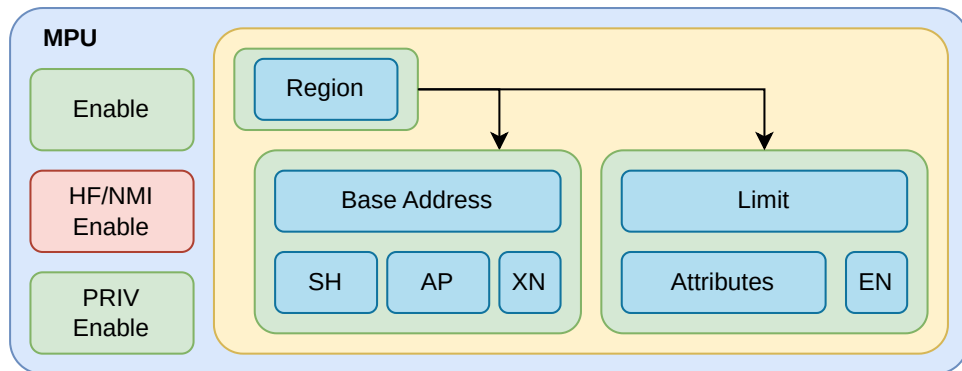 MPU
Enable
HF/NMI
Enable
PRIV
Enable
Region
Base Address
SH
AP
XN
Limit
Attributes
EN